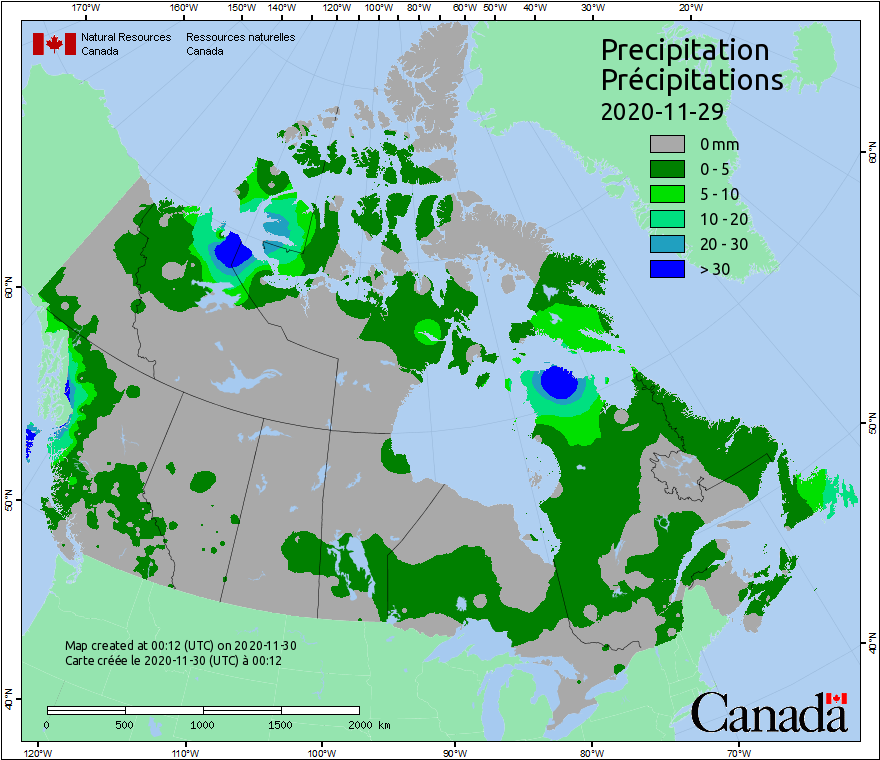 170°W 160°W 150°W 140°W 120°W 100°W 80°W 60°W 50°W 40°W 30°W 20°W
Natural Resources Canada
Ressources naturelles Canada
Precipitation
Précipitations
2020-11-29
0 mm
0 - 5
5 - 10
10 - 20
20 - 30
> 30
60°N
50°N
40°N
60°N
50°N
40°N
Map created at 00:12 (UTC) on 2020-11-30
Carte créée le 2020-11-30 (UTC) à 00:12
0 500 1000 1500 2000 km
Canada
120°W 110°W 100°W 90°W 80°W 70°W